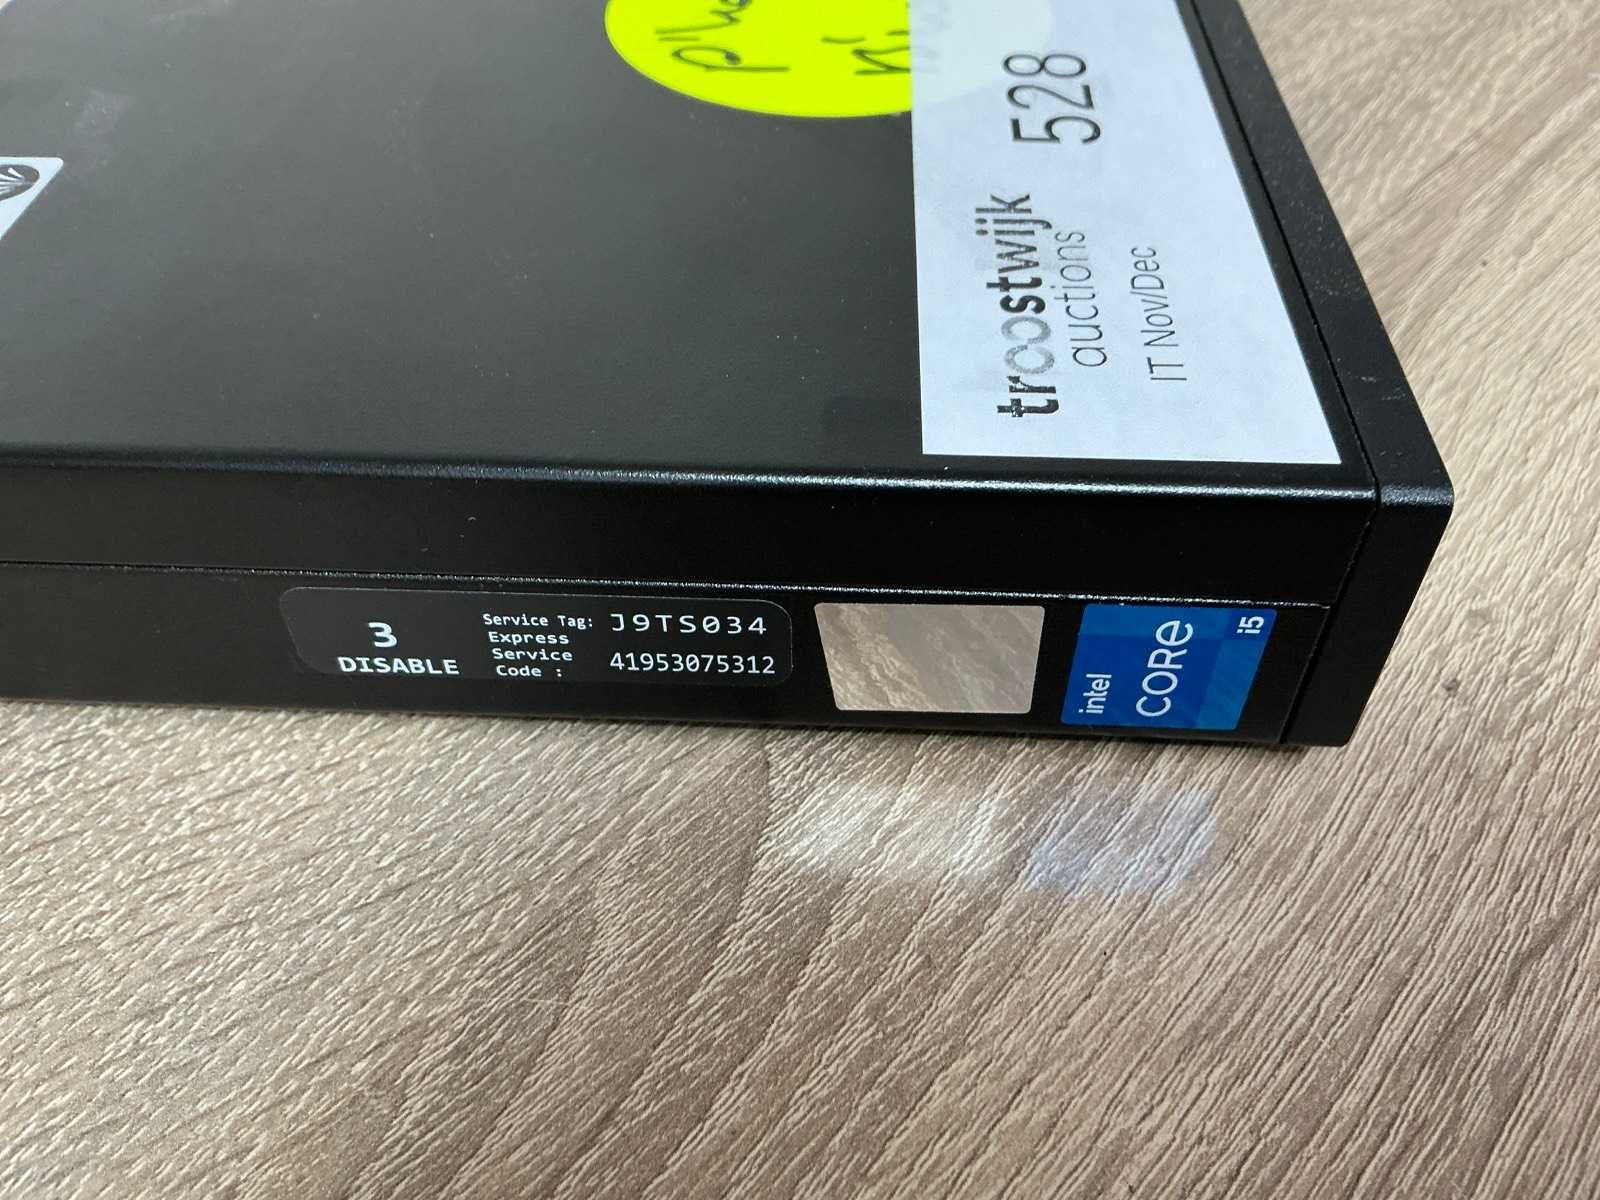 528
troostwijk
auctions
IT Nov/Dec
3
DISABLE
Service Tag: J9TS034
Express
Service
Code : 41953075312
intel
CORE
i5